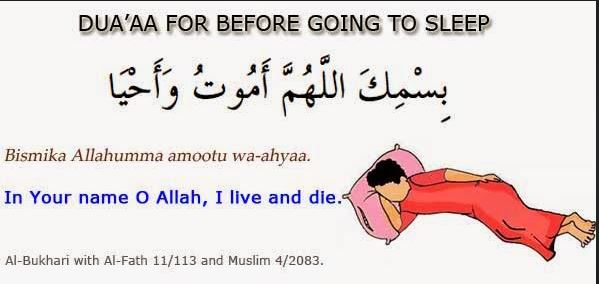 DUA’AA FOR BEFORE GOING TO SLEEP
بِسْمِكَ اللَّهُمَّ أَمُوتُ وَأَحْيَا
Bismika Allahumma amootu wa-ahyaa.
In Your name O Allah, I live and die.
Al-Bukhari with Al-Fath 11/113 and Muslim 4/2083.